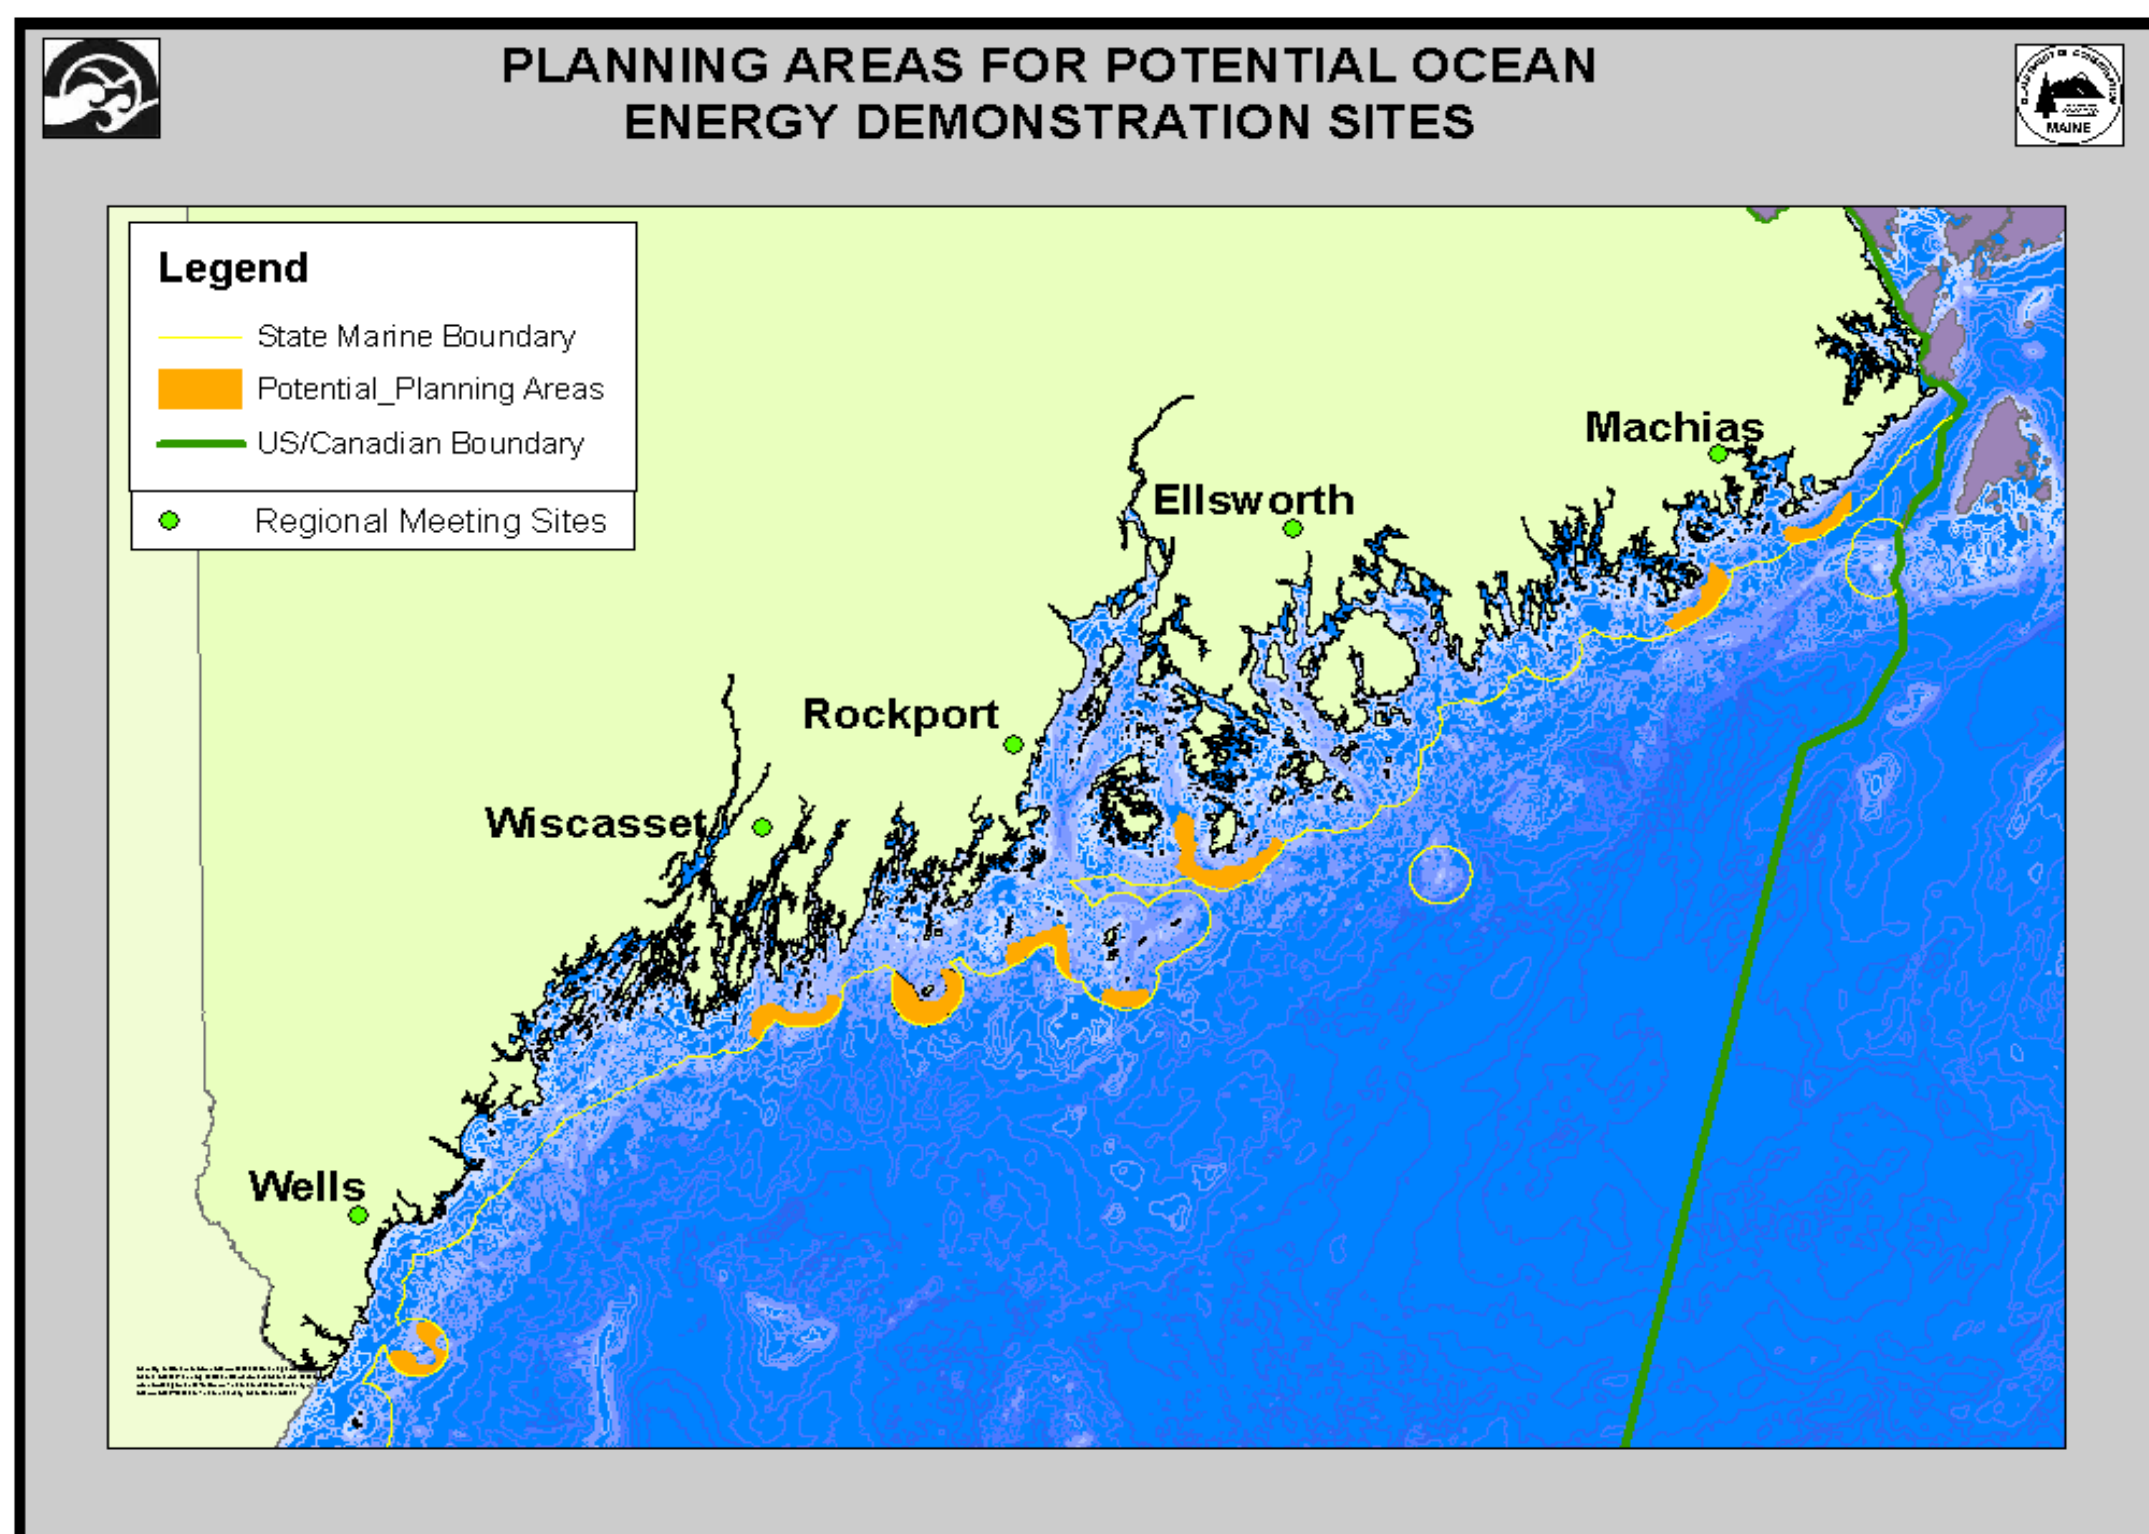 PLANNING AREAS FOR POTENTIAL OCEAN
ENERGY DEMONSTRATION SITES
MAINE
Legend
State Marine Boundary
Potential_Planning Areas
US/Canadian Boundary
Regional Meeting Sites
Machias
Ellsworth
Rockport
Wiscasset
Wells